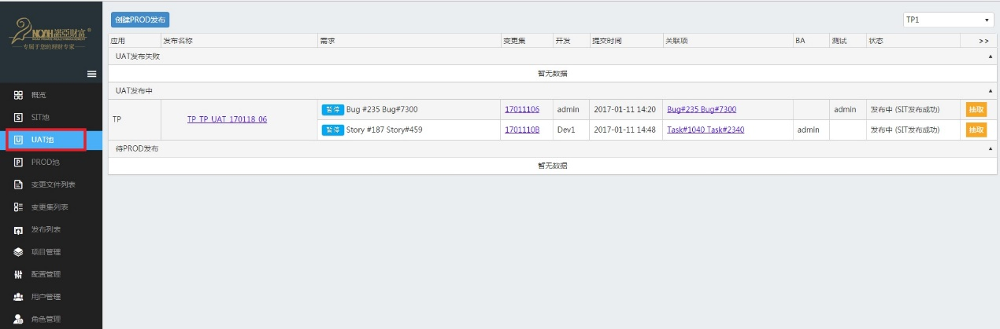 NOAH 諾亞財富
NOAH PRIVATE WEALTH MANAGEMENT
专属于您的理财专家
概览
SIT池
UAT池
PROD池
变更文件列表
变更集列表
发布列表
项目管理
配置管理
用户管理
角色管理
创建PROD发布
TP1
应用 发布名称 需求 变更集 开发 提交时间 关联项 BA 测试 状态 >>
UAT发布失败
暂无数据
UAT发布中
TP TP_TP_UAT_170118_06 暂停 Bug #235 Bug#7300 17011106 admin 2017-01-11 14:20 Bug#235 Bug#7300 admin 发布中 (SIT发布成功) 抽取
暂停 Story #187 Story#459 1701110B Dev1 2017-01-11 14:48 Task#1040 Task#2340 admin 发布中 (SIT发布成功) 抽取
待PROD发布
暂无数据